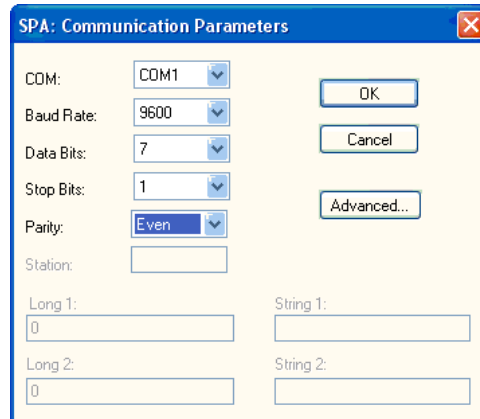 SPA: Communication Parameters
COM: COM1
OK
Baud Rate: 9600
Cancel
Data Bits: 7
Stop Bits: 1
Advanced...
Parity: Even
Station:
Long 1: String 1:
0
Long 2: String 2:
0